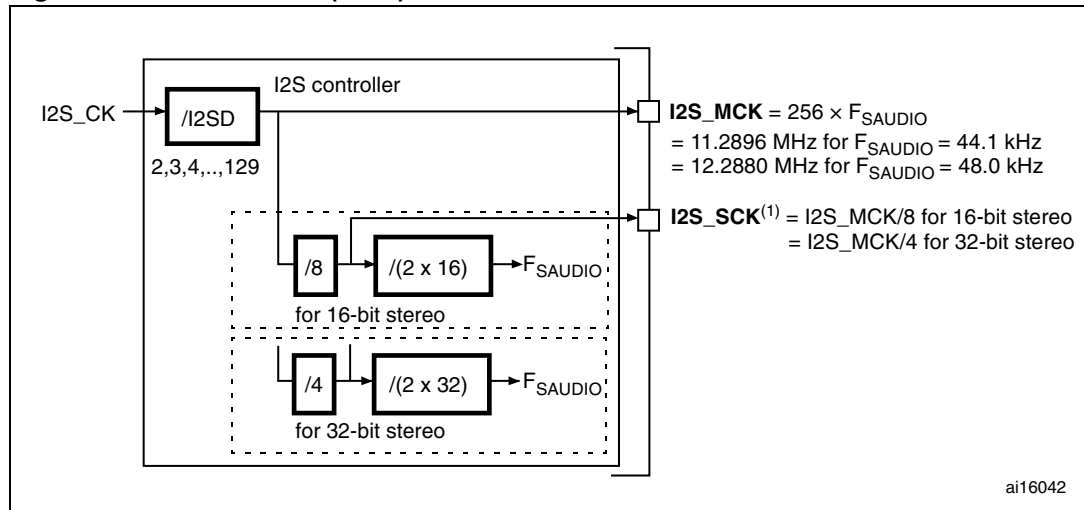 I2S controller
I2S_CK
/I2SD
2,3,4,..,129
I2S_MCK = 256 × FSAUDIO
= 11.2896 MHz for FSAUDIO = 44.1 kHz
= 12.2880 MHz for FSAUDIO = 48.0 kHz
I2S_SCK(1) = I2S_MCK/8 for 16-bit stereo
= I2S_MCK/4 for 32-bit stereo
/8
/(2 x 16)
FSAUDIO
for 16-bit stereo
/4
/(2 x 32)
FSAUDIO
for 32-bit stereo
ai16042